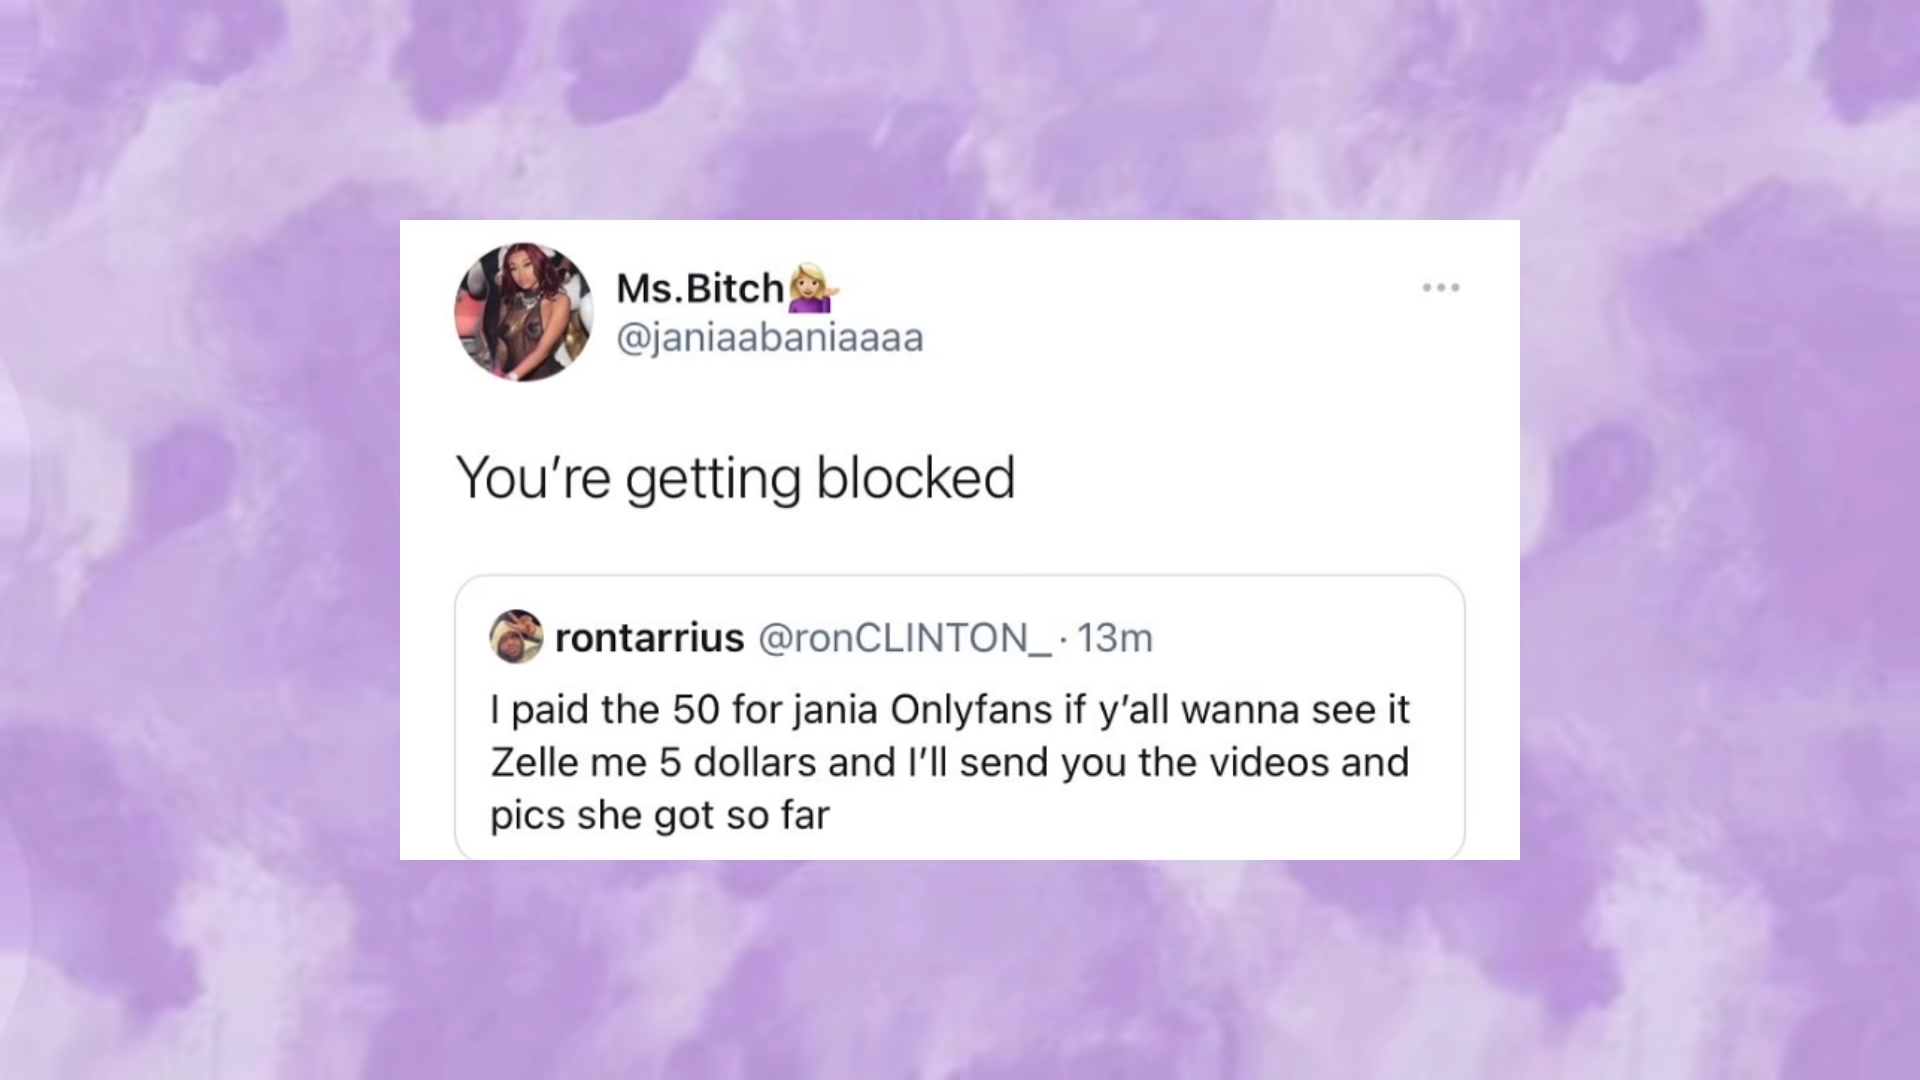 Ms.Bitch💁🏼‍♀️
@janiaabaniaaaa
You’re getting blocked
rontarrius @ronCLINTON_ · 13m
I paid the 50 for jania Onlyfans if y’all wanna see it
Zelle me 5 dollars and I’ll send you the videos and
pics she got so far